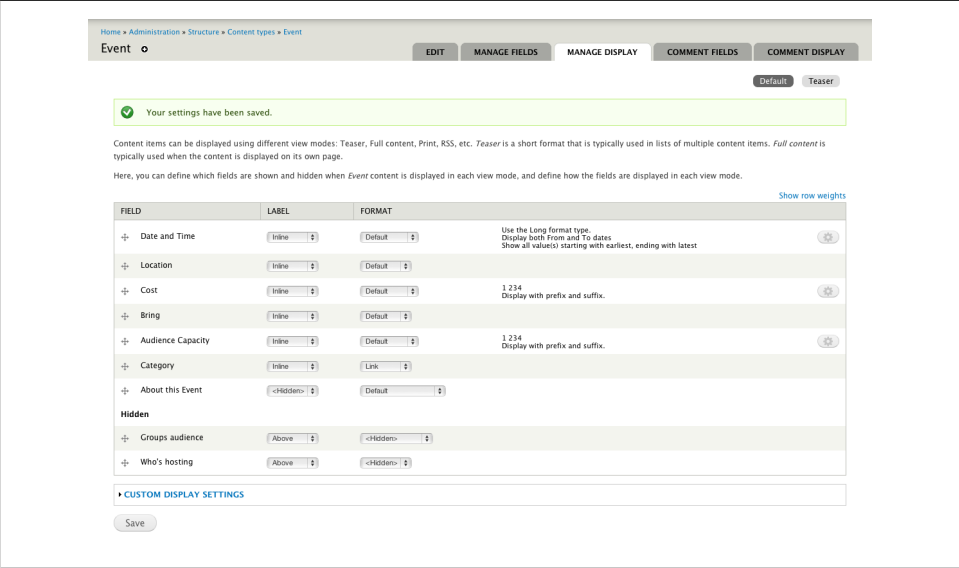 Home » Administration » Structure » Content types » Event
Event
EDIT MANAGE FIELDS MANAGE DISPLAY COMMENT FIELDS COMMENT DISPLAY
Default Teaser
Your settings have been saved.
Content items can be displayed using different view modes: Teaser, Full content, Print, RSS, etc. Teaser is a short format that is typically used in lists of multiple content items. Full content is
typically used when the content is displayed on its own page.
Here, you can define which fields are shown and hidden when Event content is displayed in each view mode, and define how the fields are displayed in each view mode.
Show row weights
FIELD LABEL FORMAT
Date and Time Inline Default
Use the Long format type.
Display both From and To dates
Show all value(s) starting with earliest, ending with latest
Location Inline Default
Cost Inline Default
1 234
Display with prefix and suffix.
Bring Inline Default
Audience Capacity Inline Default
1 234
Display with prefix and suffix.
Category Inline Link
About this Event <Hidden> Default
Hidden
Groups audience Above <Hidden>
Who's hosting Above <Hidden>
CUSTOM DISPLAY SETTINGS
Save